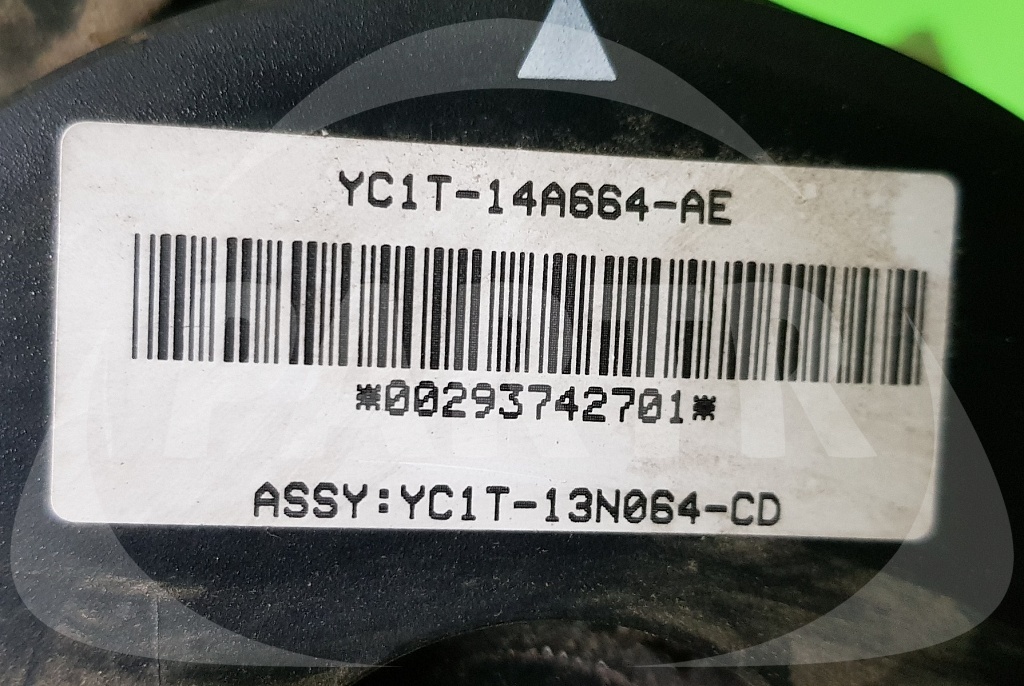 YC1T-14A664-AE
*00293742701*
ASSY:YC1T-13N064-CD